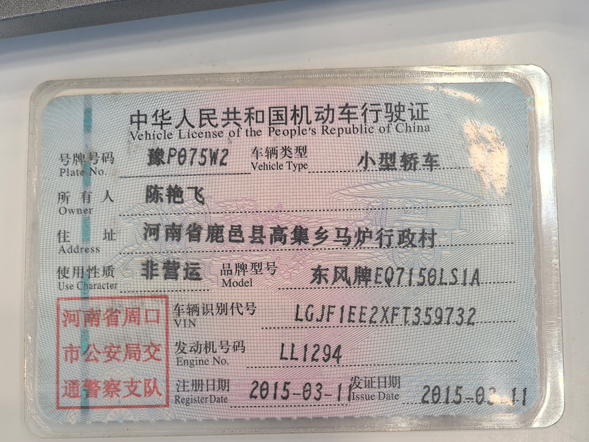 中华人民共和国机动车行驶证
Vehicle License of the People's Republic of China
号牌号码 豫P075W2 车辆类型 小型轿车
Plate No. Vehicle Type
所有人 陈艳飞
Owner
住址 河南省鹿邑县高集乡马炉行政村
Address
使用性质 非营运 品牌型号 东风牌EQ7150LS1A
Use Character Model
河南省周口 车辆识别代号 LGJF1EE2XFT359732
VIN
市公安局交 发动机号码 LL1294
Engine No.
通警察支队 注册日期 2015-03-11 发证日期 2015-03-11
Register Date Issue Date